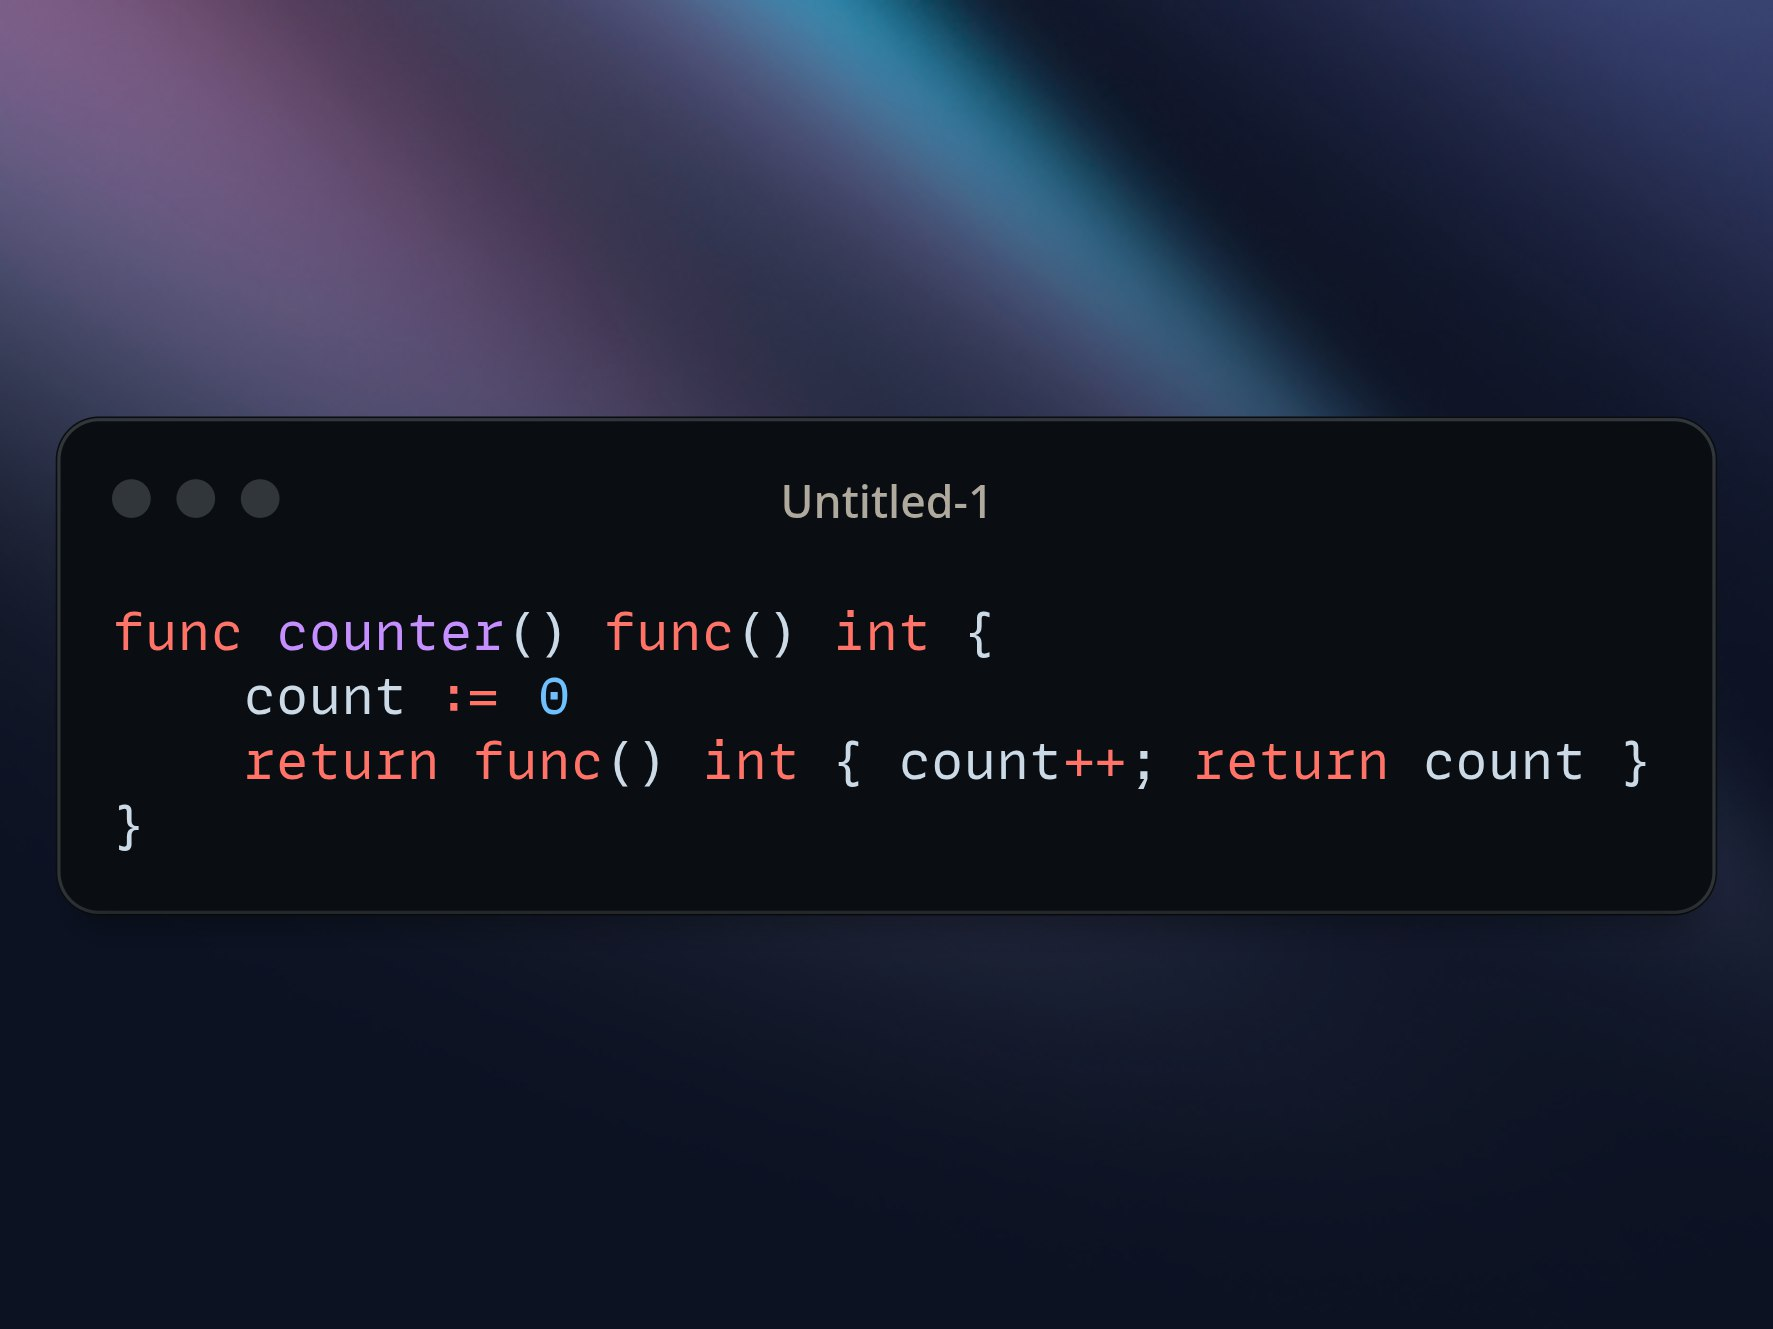 Untitled-1
func counter() func() int {
    count := 0
    return func() int { count++; return count }
}